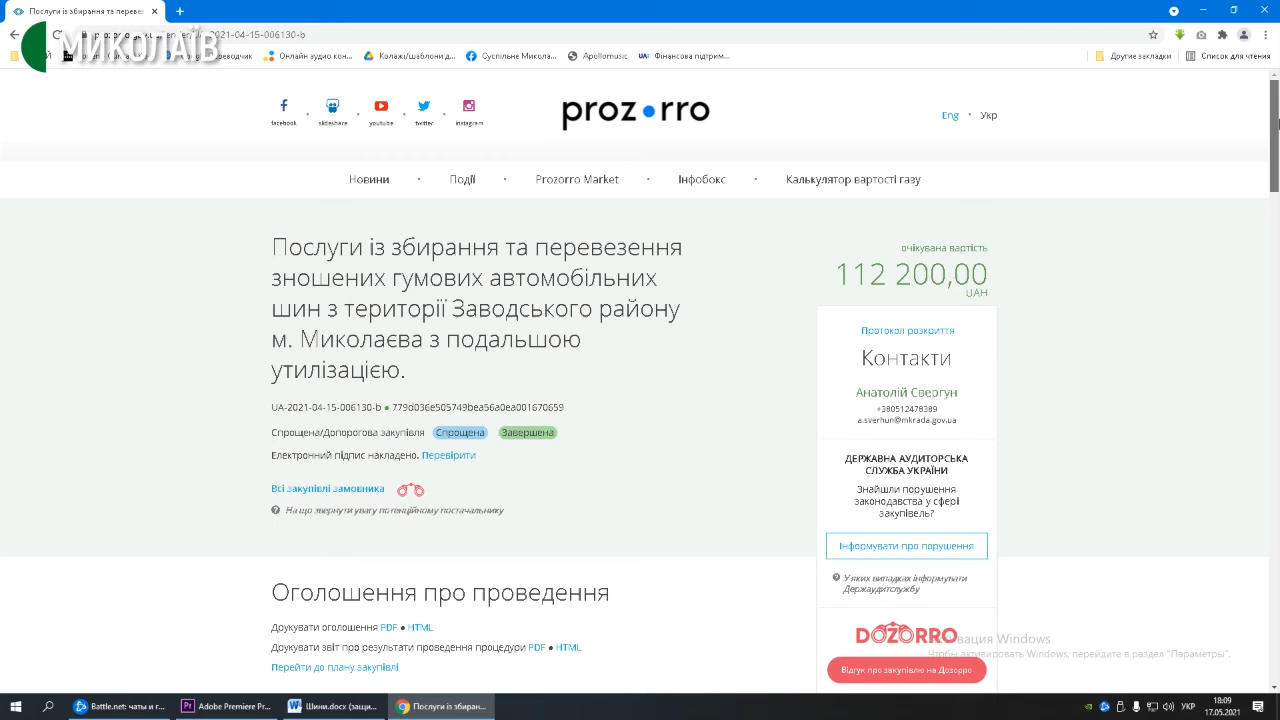 Послуги із збирання та переве:
МИКОЛАЇВ
2021-04-15-006130-b
Онлайн аудио кон...
Колажі/шаблони д...
Суспільне Микола...
Apollomusic
Фінансова підтрим...
Другие закладки
Список для чтения
facebook
slideshare
youtube
twitter
instagram
prozorro
Eng • Укр
Новини • Події • Prozorro Market • Інфобокс • Калькулятор вартості газу
Послуги із збирання та перевезення
зношених гумових автомобільних
шин з території Заводського району
м. Миколаєва з подальшою
утилізацією.
UA-2021-04-15-006130-b ● 779d036e505749bea56a0ea001670659
Спрощена/Допорогова закупівля Спрощена Завершена
Електронний підпис накладено. Перевірити
Всі закупівлі замовника
На що звернути увагу потенційному постачальнику
очікувана вартість
112 200,00
UAH
Протокол розкриття
Контакти
Анатолій Свергун
+380512478389
a.sverhun@mkrada.gov.ua
ДЕРЖАВНА АУДИТОРСЬКА
СЛУЖБА УКРАЇНИ
Знайшли порушення
законодавства у сфері
закупівель?
Інформувати про порушення
У яких випадках інформувати
Держаудитслужбу
DOZORRO
Відгук про закупівлю на Дозорро
Оголошення про проведення
Друкувати оголошення PDF ● HTML
Друкувати звіт про результати проведення процедури PDF ● HTML
Перейти до плану закупівлі
Активация Windows
Чтобы активировать Windows, перейдите в раздел "Параметры".
Battle.net: чаты и г...
Adobe Premiere Pr...
Шини.docx (защи...
Послуги із збиран...
УКР
18:09
17.05.2021